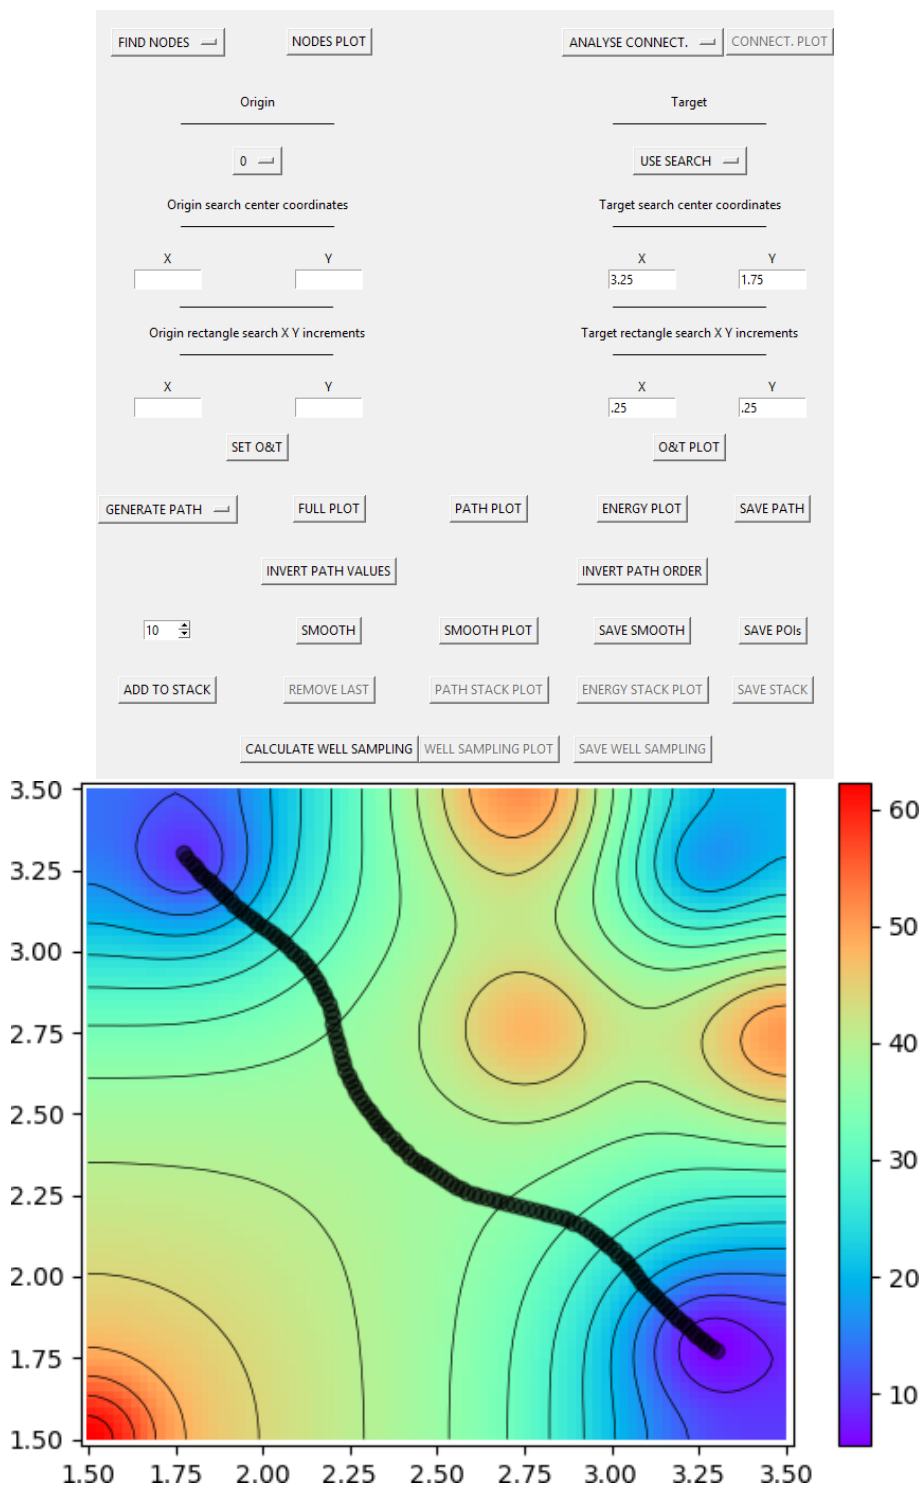 FIND NODES NODES PLOT ANALYSE CONNECT. CONNECT. PLOT
Origin Target
0 USE SEARCH
Origin search center coordinates Target search center coordinates
X Y X Y
3.25 1.75
Origin rectangle search X Y increments Target rectangle search X Y increments
X Y X Y
.25 .25
SET O&T O&T PLOT
GENERATE PATH FULL PLOT PATH PLOT ENERGY PLOT SAVE PATH
INVERT PATH VALUES INVERT PATH ORDER
10 SMOOTH SMOOTH PLOT SAVE SMOOTH SAVE POIs
ADD TO STACK REMOVE LAST PATH STACK PLOT ENERGY STACK PLOT SAVE STACK
CALCULATE WELL SAMPLING WELL SAMPLING PLOT SAVE WELL SAMPLING
3.50
60
3.25
3.00
50
2.75
40
2.50
30
2.25
2.00
20
1.75
10
1.50
1.50 1.75 2.00 2.25 2.50 2.75 3.00 3.25 3.50